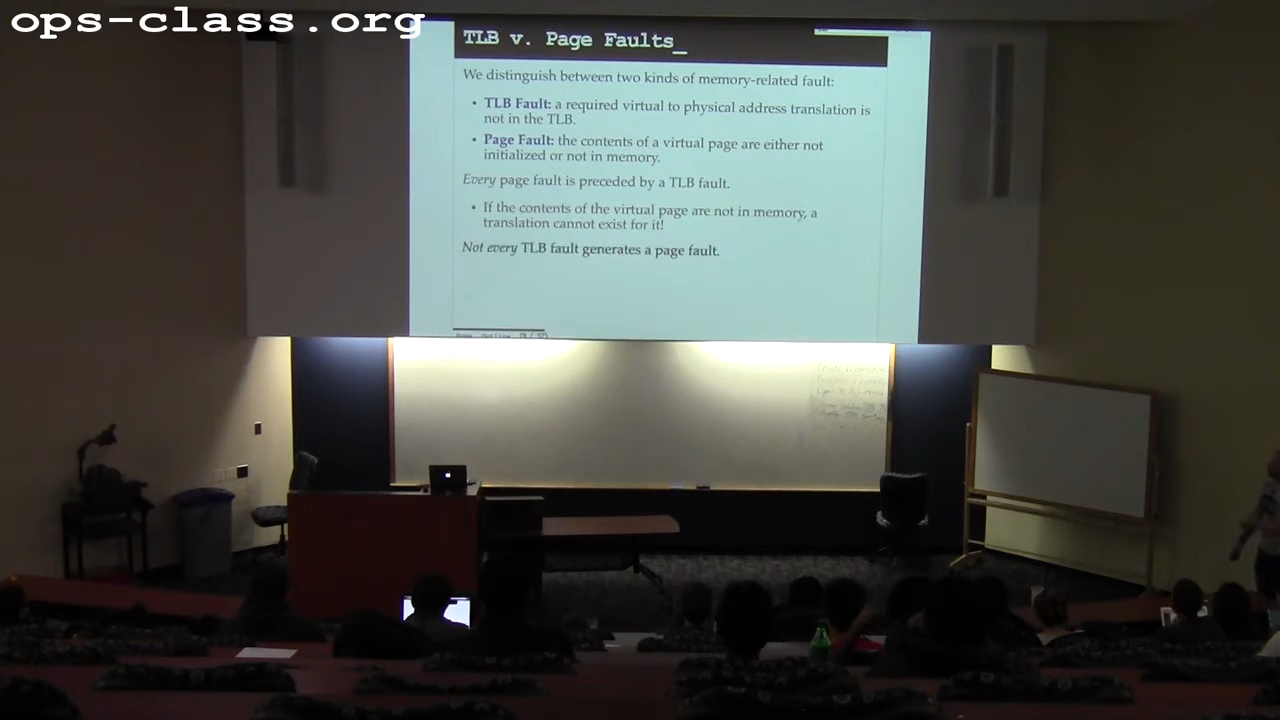 ops-class.org
TLB v. Page Faults_
We distinguish between two kinds of memory-related fault:
• TLB Fault: a required virtual to physical address translation is
not in the TLB.
• Page Fault: the contents of a virtual page are either not
initialized or not in memory.
Every page fault is preceded by a TLB fault.
• If the contents of the virtual page are not in memory, a
translation cannot exist for it!
Not every TLB fault generates a page fault.